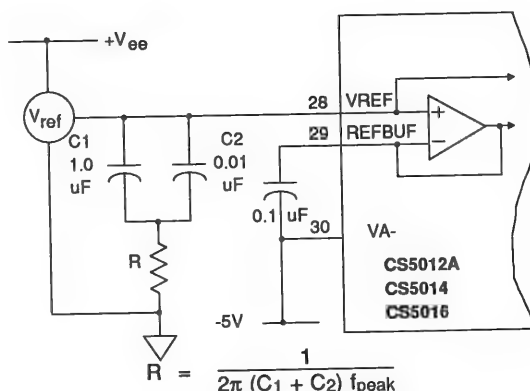 +Vee
Vref
C1
1.0
uF
C2
0.01
uF
28 VREF
29 REFBUF
+
−
0.1 uF
30
VA-
CS5012A
CS5014
CS5016
R
-5V
R = 1 / 2π (C1 + C2) fpeak